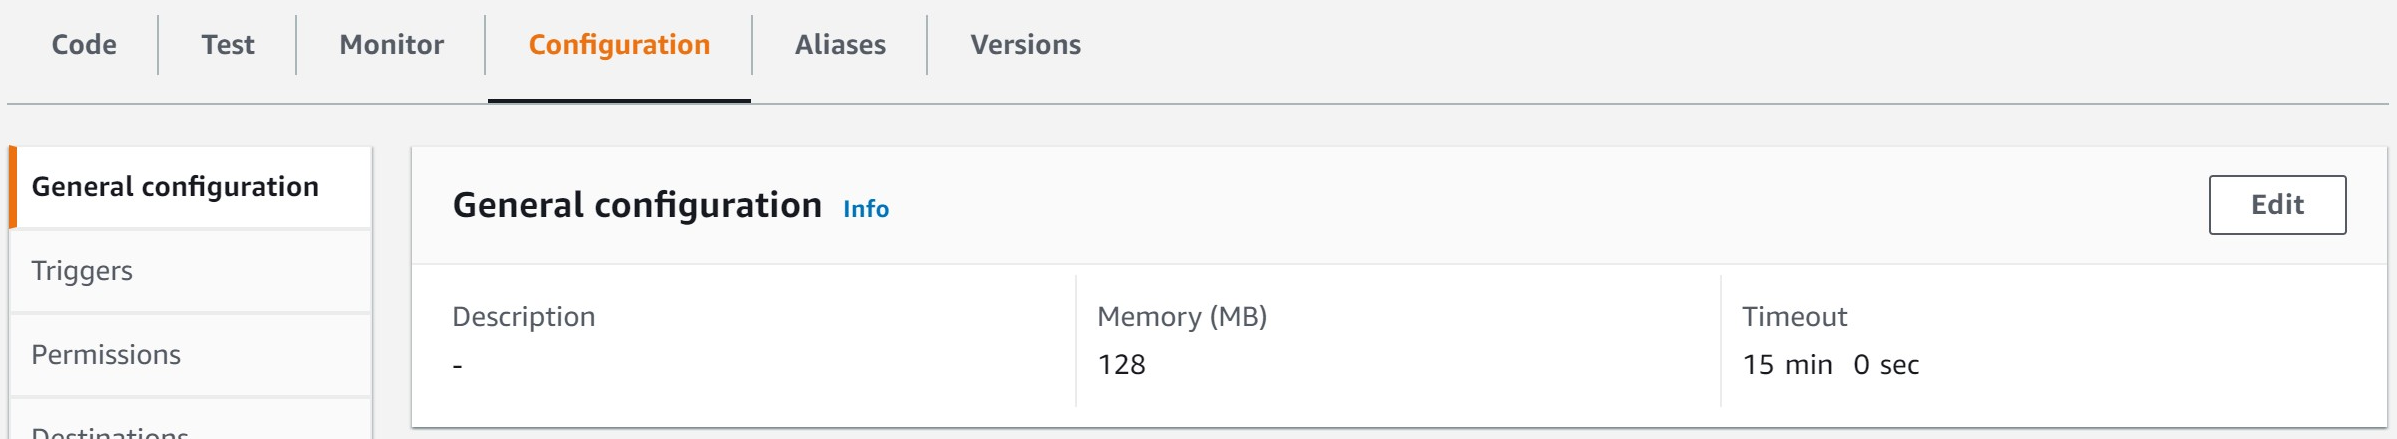 Code Test Monitor Configuration Aliases Versions
General configuration
Triggers
Permissions
Destinations
General configuration Info
Edit
Description
-
Memory (MB)
128
Timeout
15 min 0 sec